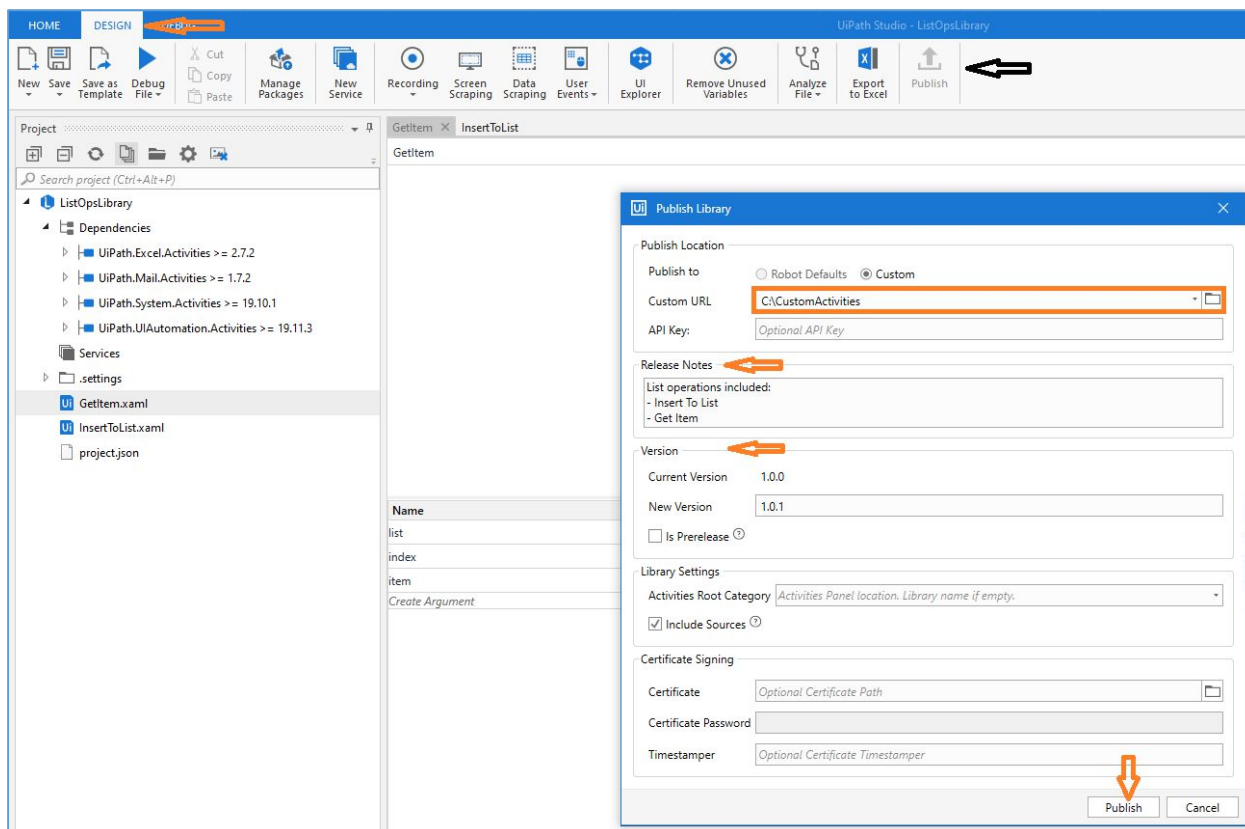 HOME DESIGN DEBUG
UiPath Studio - ListOpsLibrary
New Save Save as Template Debug File
Cut
Copy
Paste
Manage Packages
New Service
Recording
Screen Scraping
Data Scraping
User Events
UI Explorer
Remove Unused Variables
Analyze File
Export to Excel
Publish
Project
Search project (Ctrl+Alt+P)
ListOpsLibrary
Dependencies
UiPath.Excel.Activities >= 2.7.2
UiPath.Mail.Activities >= 1.7.2
UiPath.System.Activities >= 19.10.1
UiPath.UIAutomation.Activities >= 19.11.3
Services
.settings
Ui GetItem.xaml
Ui InsertToList.xaml
project.json
GetItem InsertToList
GetItem
Name
list
index
item
Create Argument
Ui Publish Library
Publish Location
Publish to Robot Defaults Custom
Custom URL C:\CustomActivities
API Key: Optional API Key
Release Notes
List operations included:
- Insert To List
- Get Item
Version
Current Version 1.0.0
New Version 1.0.1
Is Prerelease ?
Library Settings
Activities Root Category Activities Panel location. Library name if empty.
Include Sources ?
Certificate Signing
Certificate Optional Certificate Path
Certificate Password
Timestamper Optional Certificate Timestamper
Publish Cancel